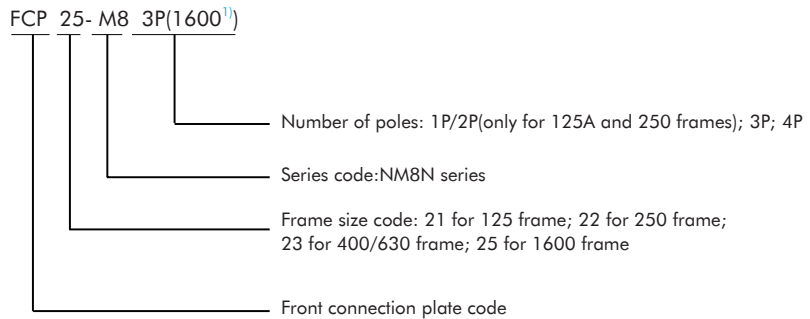 FCP 25- M8 3P(1600¹⁾)
Number of poles: 1P/2P(only for 125A and 250 frames); 3P; 4P
Series code:NM8N series
Frame size code: 21 for 125 frame; 22 for 250 frame;
23 for 400/630 frame; 25 for 1600 frame
Front connection plate code